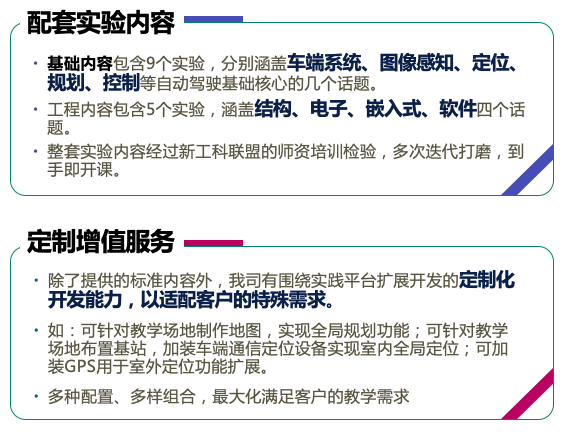 配套实验内容
• 基础内容包含9个实验，分别涵盖车端系统、图像感知、定位、
规划、控制等自动驾驶基础核心的几个话题。
• 工程内容包含5个实验，涵盖结构、电子、嵌入式、软件四个话
题。
• 整套实验内容经过新工科联盟的师资培训检验，多次迭代打磨，到
手即开课。
定制增值服务
• 除了提供的标准内容外，我司有围绕实践平台扩展开发的定制化
开发能力，以适配客户的特殊需求。
• 如：可针对教学场地制作地图，实现全局规划功能；可针对教学
场地布置基站，加装车端通信定位设备实现室内全局定位；可加
装GPS用于室外定位功能扩展。
• 多种配置、多样组合，最大化满足客户的教学需求